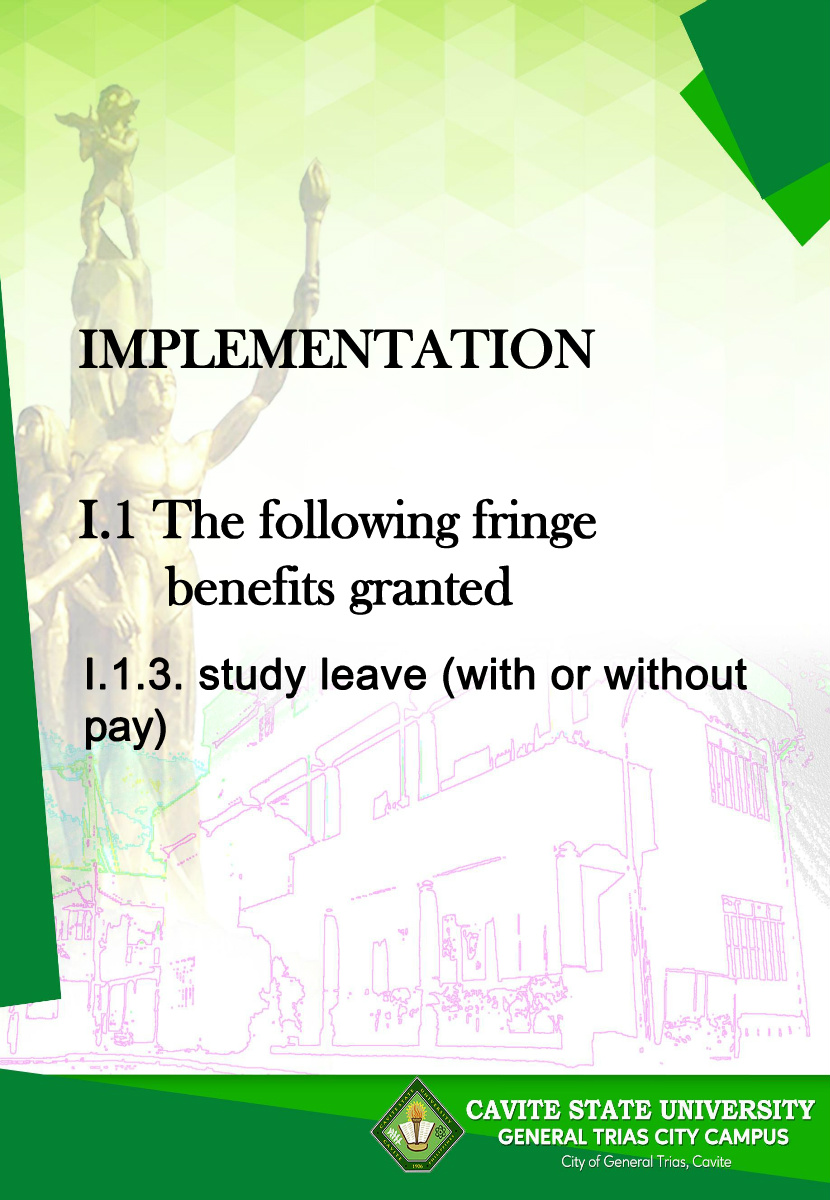 IMPLEMENTATION
I.1 The following fringe
benefits granted
I.1.3. study leave (with or without
pay)
CAVITE STATE UNIVERSITY
GENERAL TRIAS CITY CAMPUS
City of General Trias, Cavite
1906